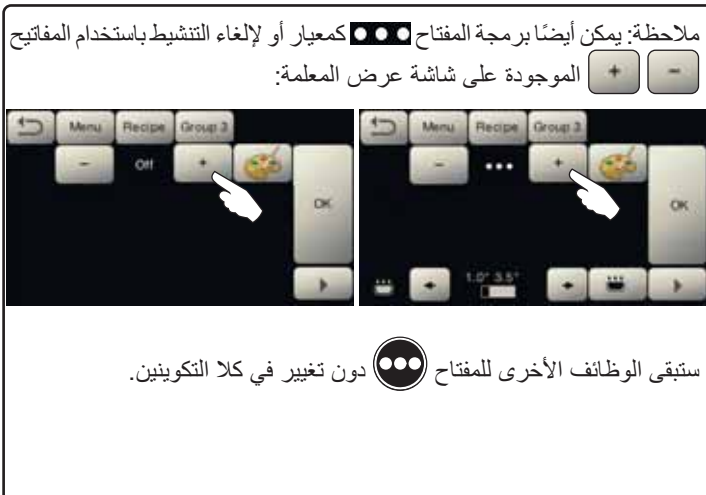 ملاحظة: يمكن أيضًا برمجة المفتاح ●●● كمعيار أو لإلغاء التنشيط باستخدام المفاتيح
- + الموجودة على شاشة عرض المعلمة:
Menu Recipe Group 3
- Off +
OK
Menu Recipe Group 3
- ●●● +
OK
1.0" 3.5"
ستبقى الوظائف الأخرى للمفتاح ●●● دون تغيير في كلا التكوينين.